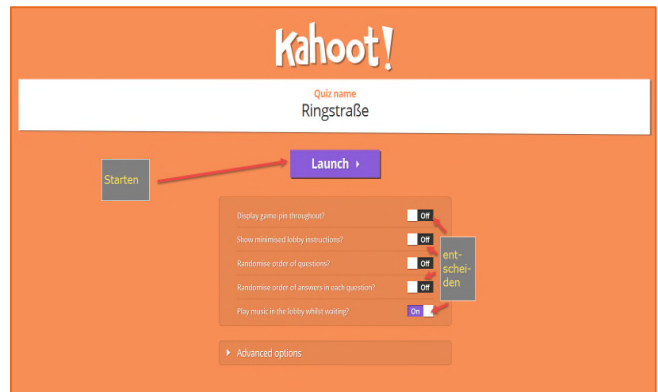 Kahoot!
Quiz name
Ringstraße
Launch
Starten
Display game pin throughout? Off
Show minimised lobby instructions? Off
Randomise order of questions? Off
Randomise order of answers in each question? Off
Play music in the lobby whilst waiting? On
ent-
schei-
den
Advanced options